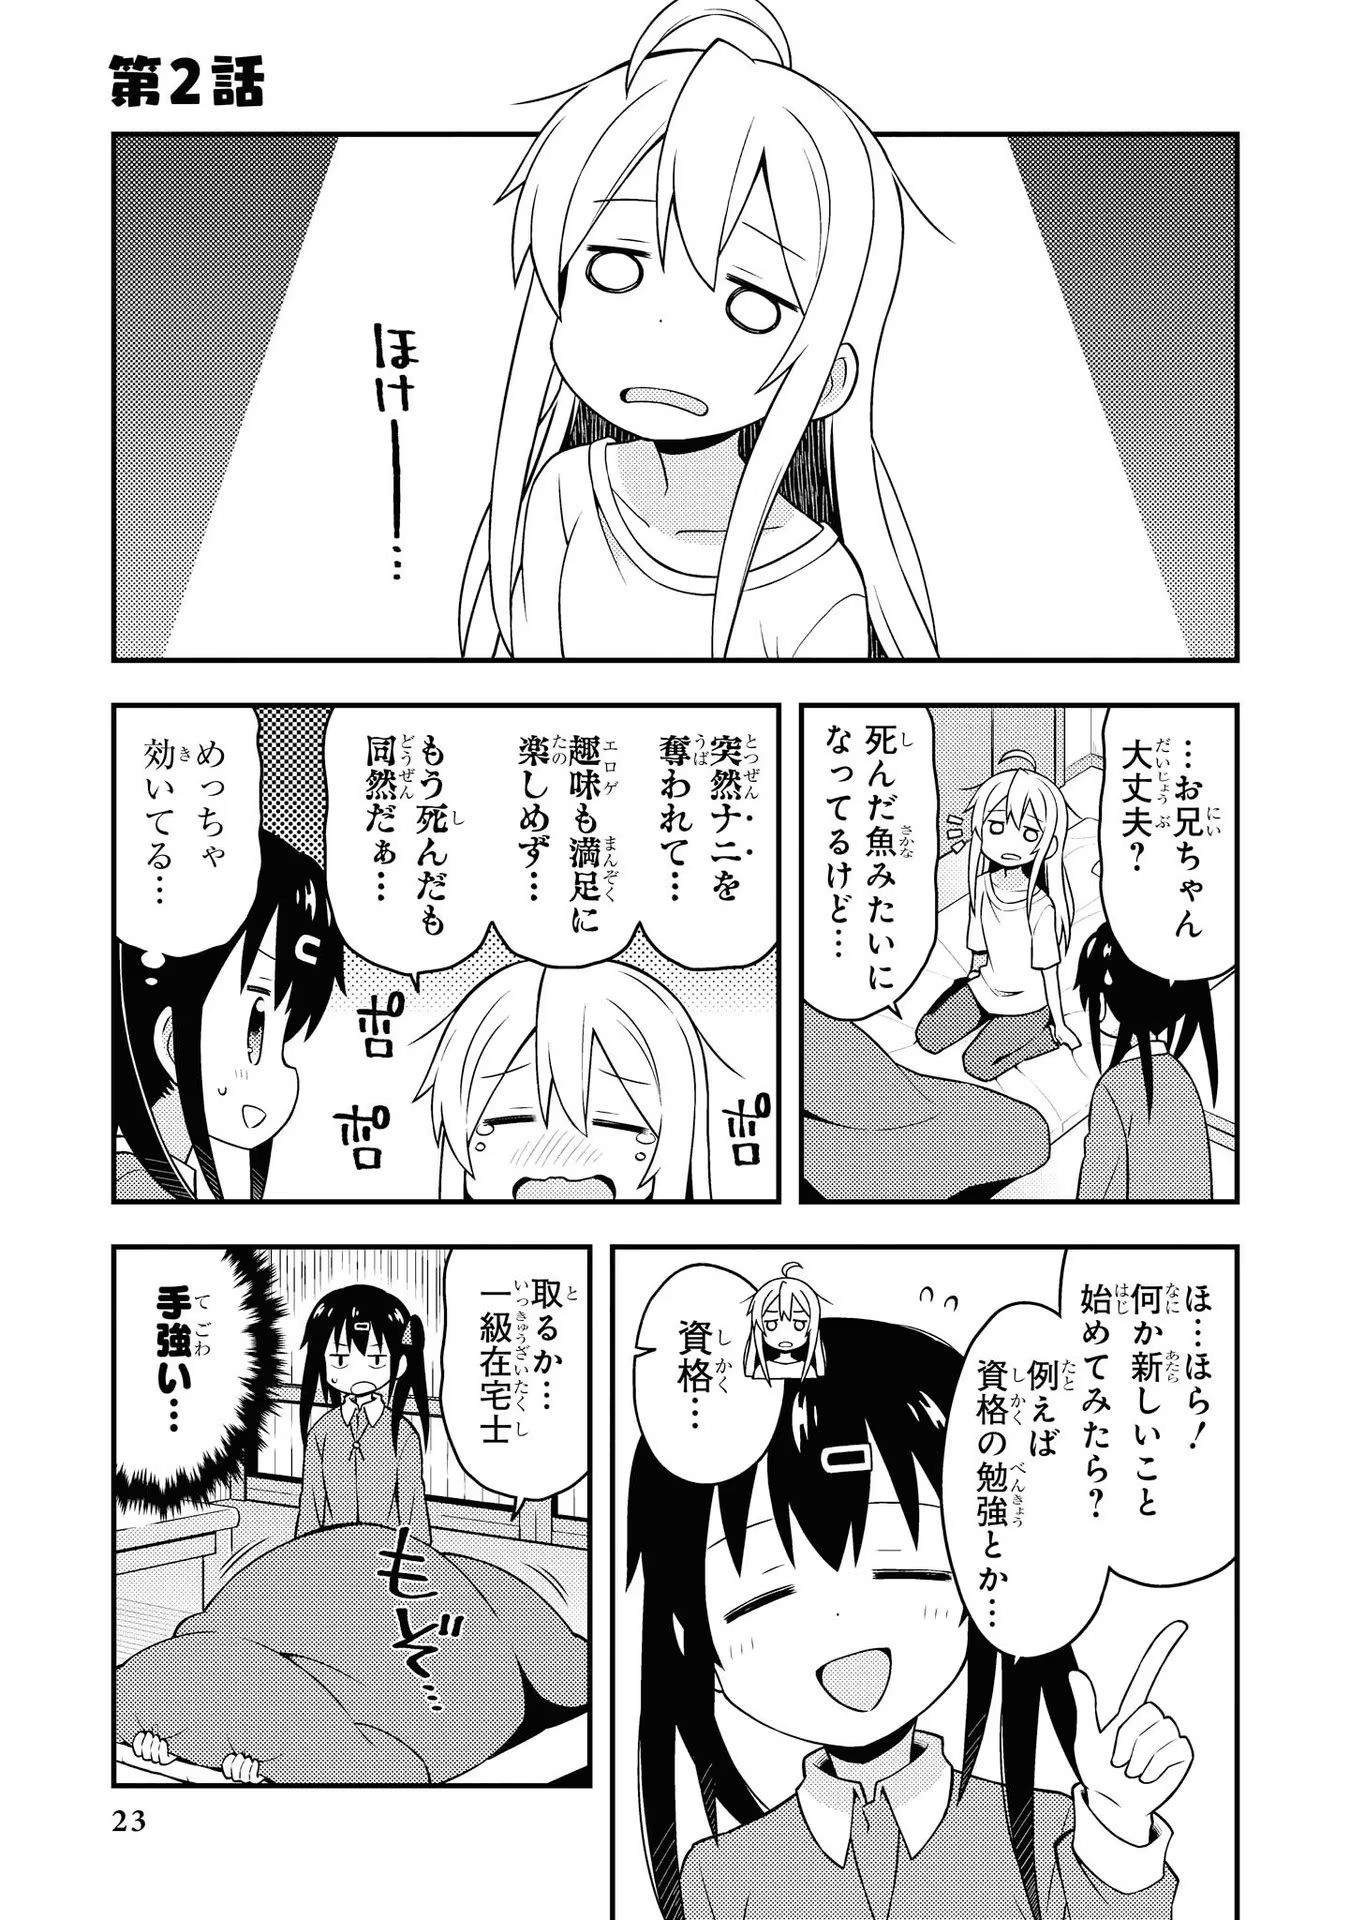 第2話
ほけーー…
…お兄ちゃん
大丈夫?
死んだ魚みたいに
なってるけど…
突然ナニを
奪われて…
趣味も満足に
楽しめず…
もう死んだも
同然だぁ…
ポロ
ポロ
ポロ
めっちゃ
効いてる…
ほ…ほら!
何か新しいこと
始めてみたら?
例えば
資格の勉強とか…
資格…
取るか…
一級在宅士
もぞ…
手強い…
23